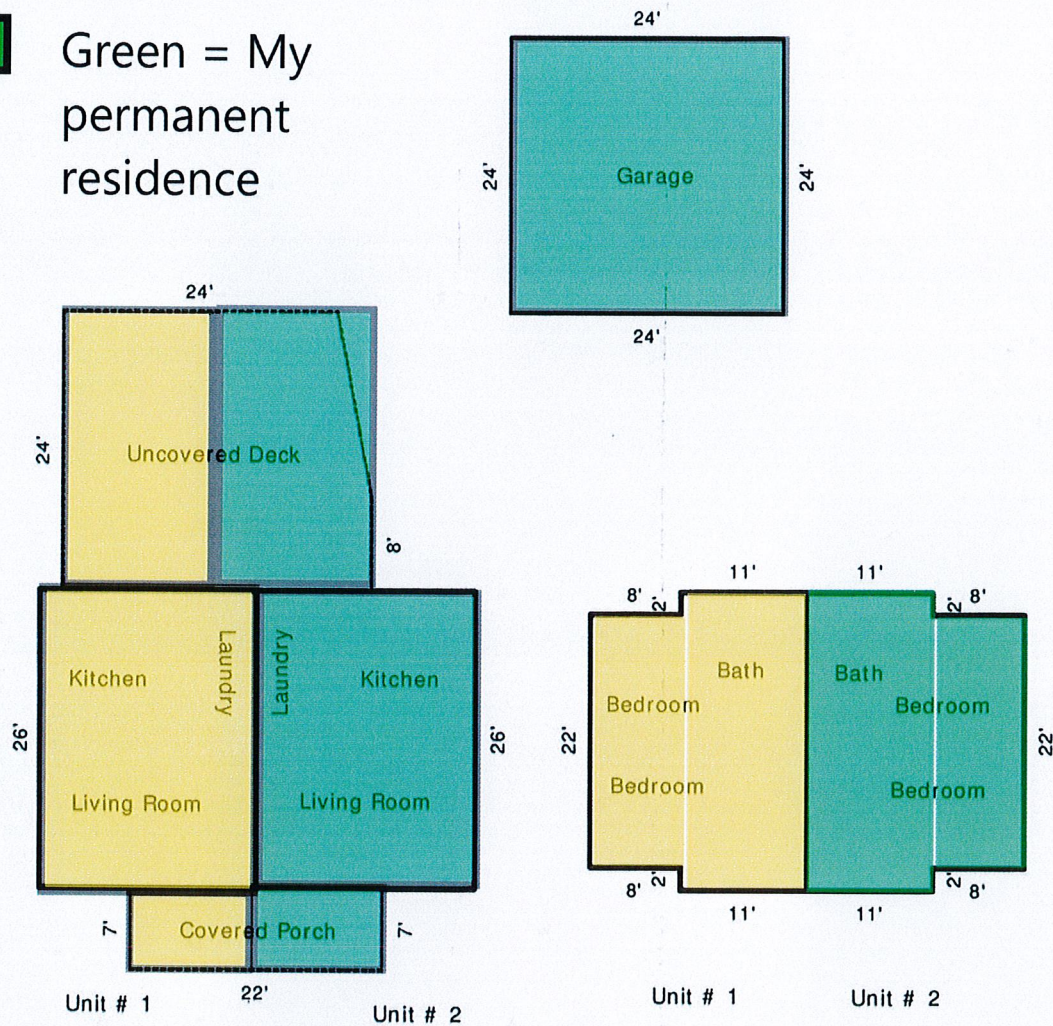 Green = My
permanent
residence
24'
24'
Garage
24'
24'
24'
24'
Uncovered Deck
8'
Kitchen
Laundry
Laundry
Kitchen
26'
26'
Living Room
Living Room
7'
Covered Porch
7'
22'
Unit # 1
Unit # 2
11'
11'
8'
2'
2'
8'
Bath
Bath
Bedroom
Bedroom
22'
22'
Bedroom
Bedroom
8'
2'
2'
8'
11'
11'
Unit # 1
Unit # 2